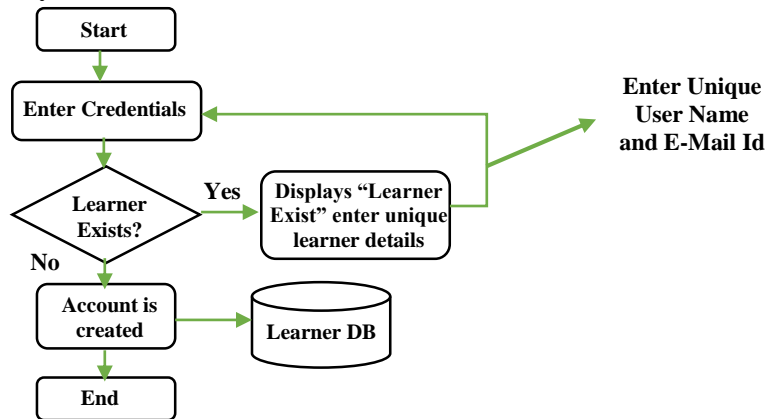 Start
Enter Credentials
Enter Unique
User Name
and E-Mail Id
Learner
Exists?
Yes
Displays “Learner
Exist” enter unique
learner details
No
Account is
created
Learner DB
End